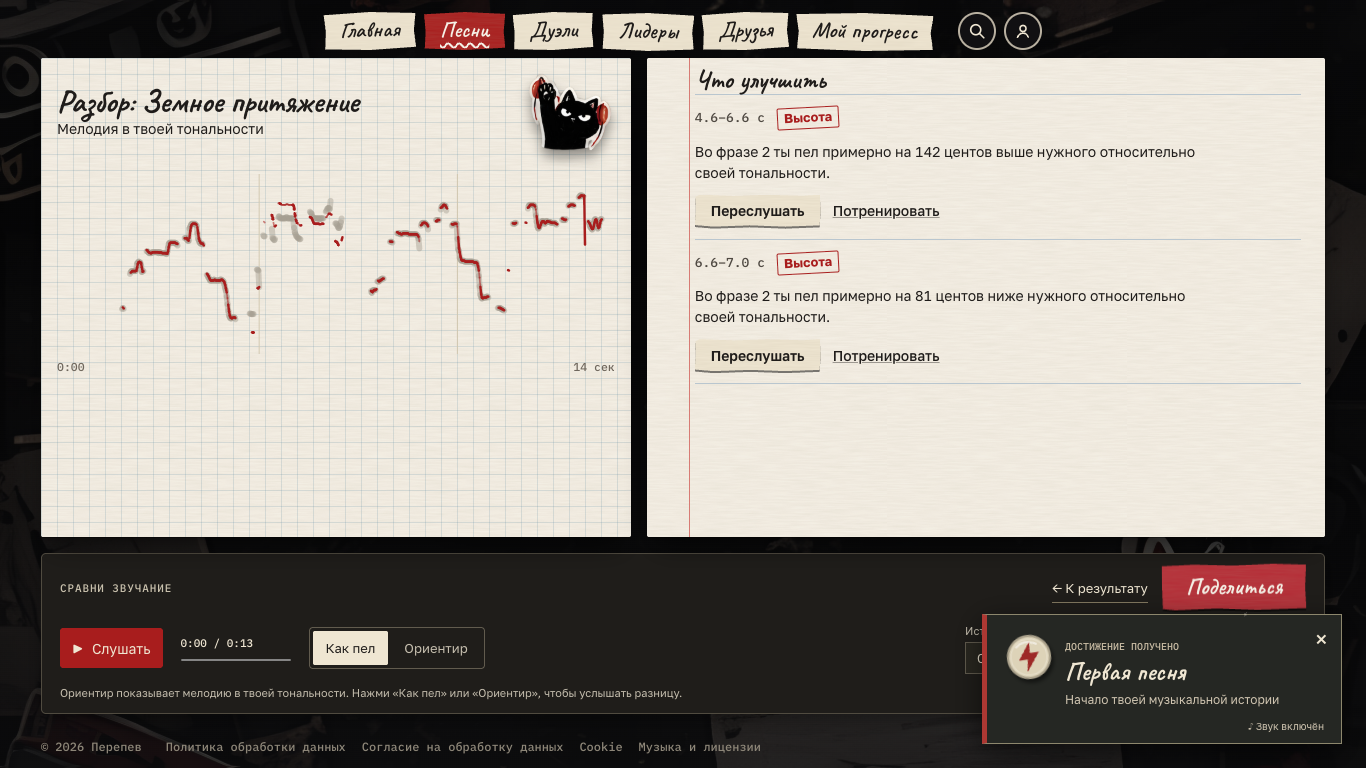 Главная
Песни
Дуэли
Лидеры
Друзья
Мой прогресс
Разбор: Земное притяжение
Мелодия в твоей тональности
0:00
14 сек
Что улучшить
4.6–6.6 с
Высота
Во фразе 2 ты пел примерно на 142 центов выше нужного относительно
своей тональности.
Переслушать
Потренировать
6.6–7.0 с
Высота
Во фразе 2 ты пел примерно на 81 центов ниже нужного относительно
своей тональности.
Переслушать
Потренировать
СРАВНИ ЗВУЧАНИЕ
← К результату
Поделиться
▶ Слушать
0:00 / 0:13
Как пел
Ориентир
Ориентир показывает мелодию в твоей тональности. Нажми «Как пел» или «Ориентир», чтобы услышать разницу.
ДОСТИЖЕНИЕ ПОЛУЧЕНО
×
Первая песня
Начало твоей музыкальной истории
♪ Звук включён
© 2026 Перепев
Политика обработки данных
Согласие на обработку данных
Cookie
Музыка и лицензии